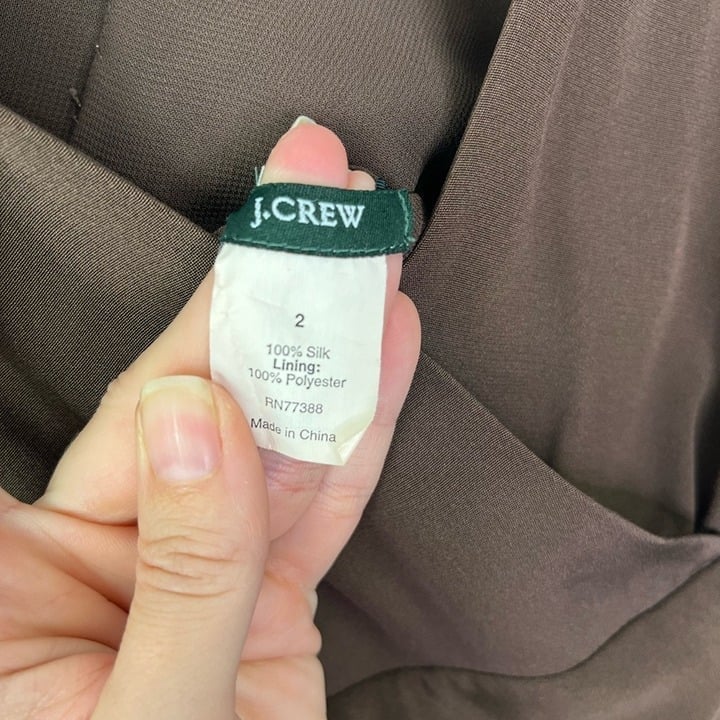 J.CREW
2
100% Silk
Lining:
100% Polyester
RN77388
Made in China